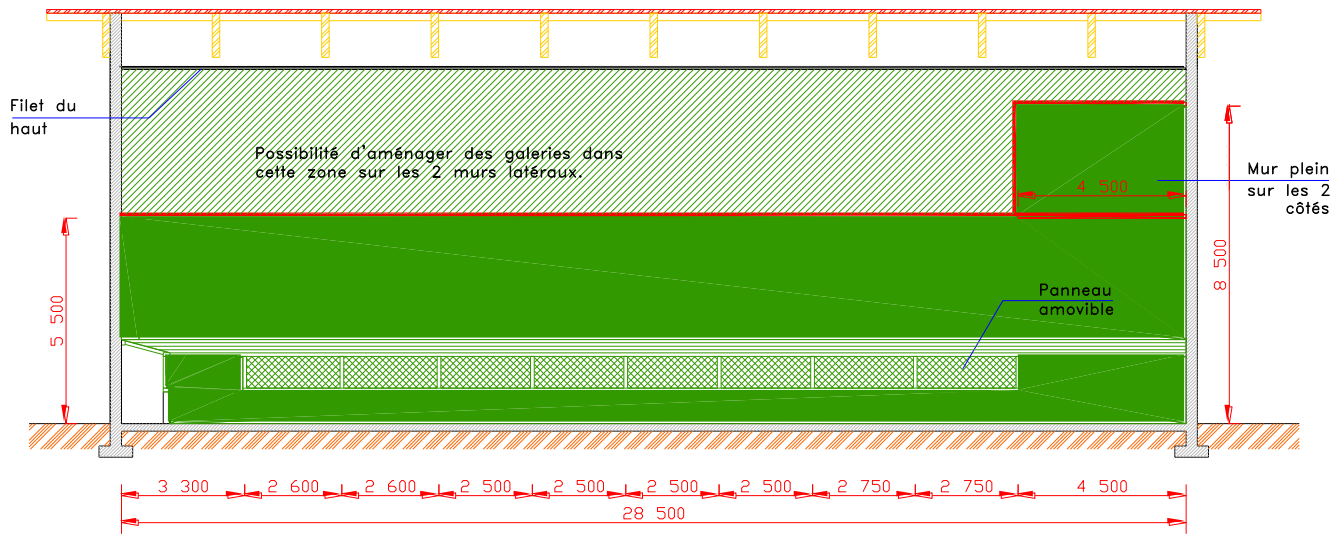 Filet du
haut
Possibilité d'aménager des galeries dans
cette zone sur les 2 murs latéraux.
Mur plein
sur les 2
côtés
4 500
5 500
8 500
Panneau
amovible
3 300 2 600 2 600 2 500 2 500 2 500 2 500 2 750 2 750 4 500
28 500